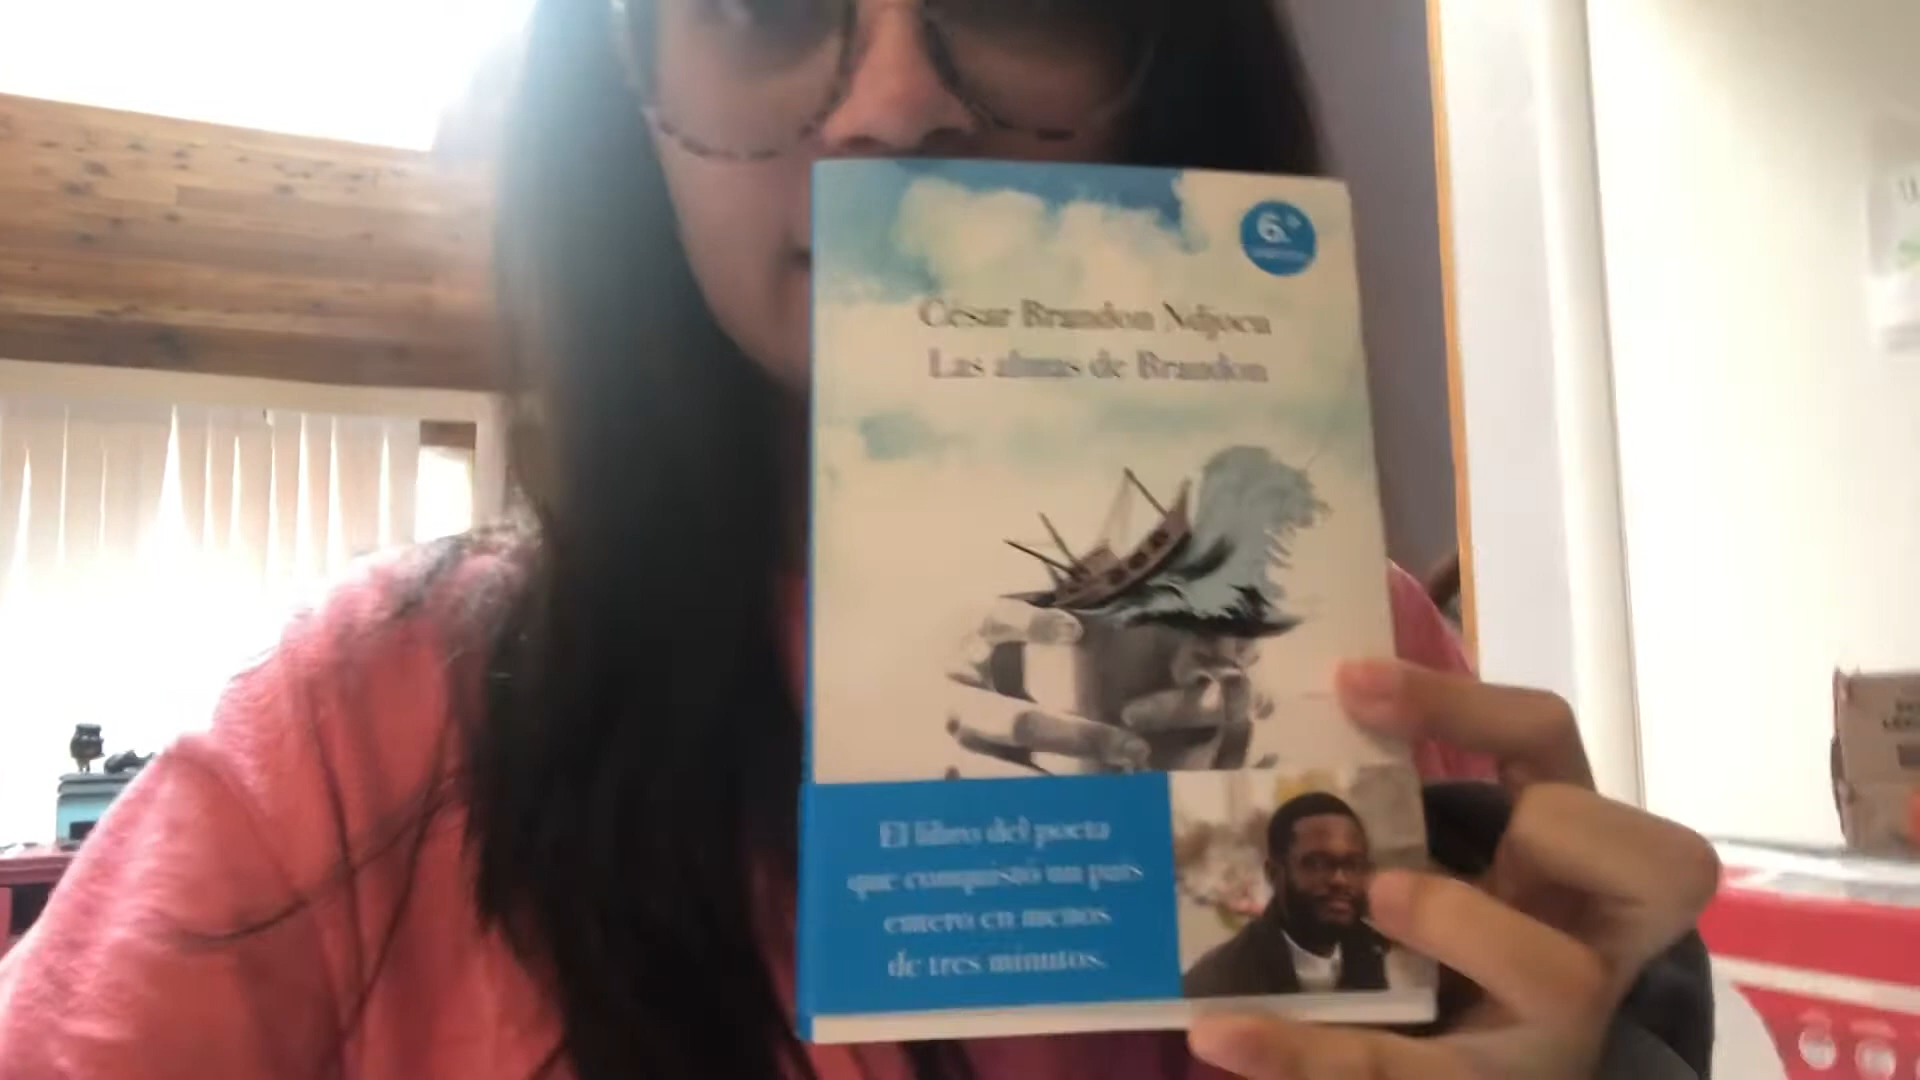 6.ª
César Brandon Ndjocu
Las almas de Brandon
El libro del poeta
que conquistó un país
entero en menos
de tres minutos.